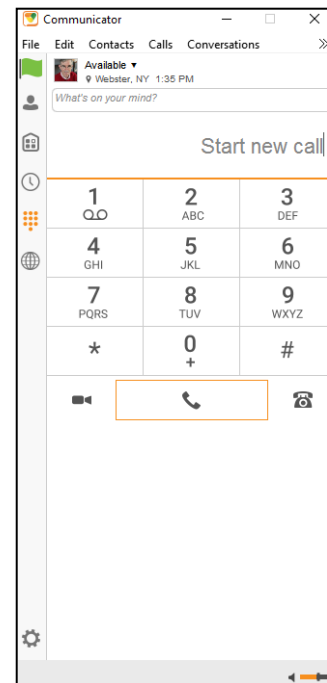 Communicator
File Edit Contacts Calls Conversations »
Available
Webster, NY 1:35 PM
What's on your mind?
Start new call
1 2 3
ABC DEF
4 5 6
GHI JKL MNO
7 8 9
PQRS TUV WXYZ
* 0 #
+